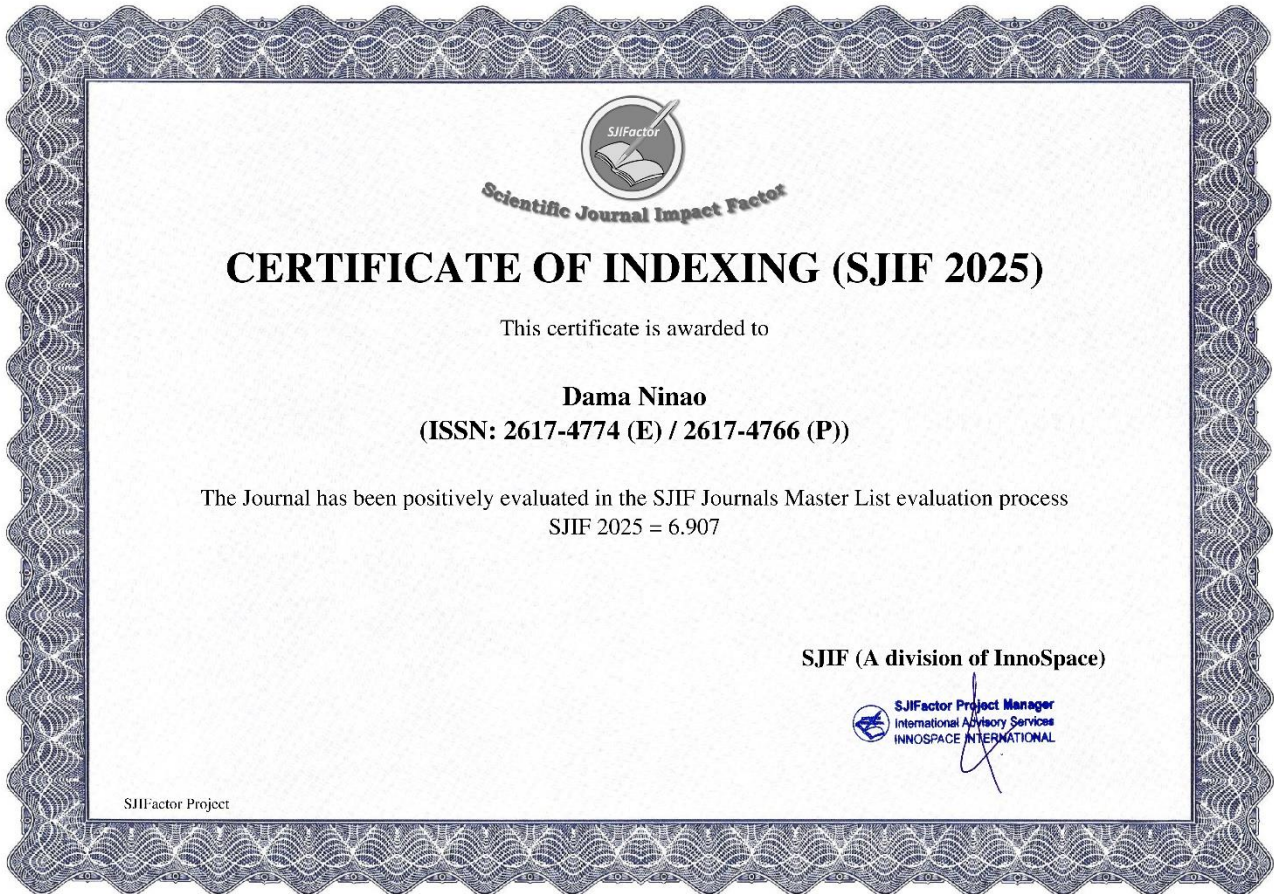 SJIFactor
Scientific Journal Impact Factor
CERTIFICATE OF INDEXING (SJIF 2025)
This certificate is awarded to
Dama Ninao
(ISSN: 2617-4774 (E) / 2617-4766 (P))
The Journal has been positively evaluated in the SJIF Journals Master List evaluation process
SJIF 2025 = 6.907
SJIF (A division of InnoSpace)
SJIFactor Project Manager
International Advisory Services
INNOSPACE INTERNATIONAL
SJIFactor Project